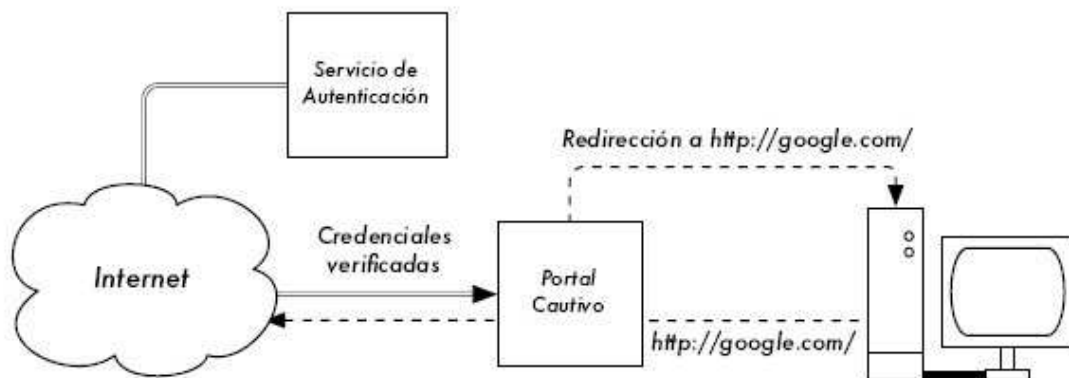 Servicio de
Autenticación
Redirección a http://google.com/
Credenciales
verificadas
Internet
Portal
Cautivo
http://google.com/